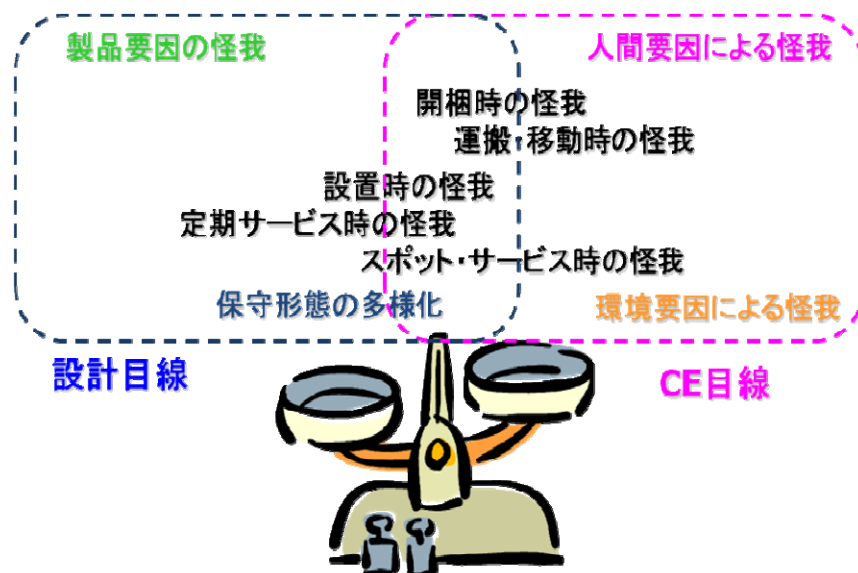 製品要因の怪我
人間要因による怪我
開梱時の怪我
運搬・移動時の怪我
設置時の怪我
定期サービス時の怪我
スポット・サービス時の怪我
保守形態の多様化
環境要因による怪我
設計目線
CE目線